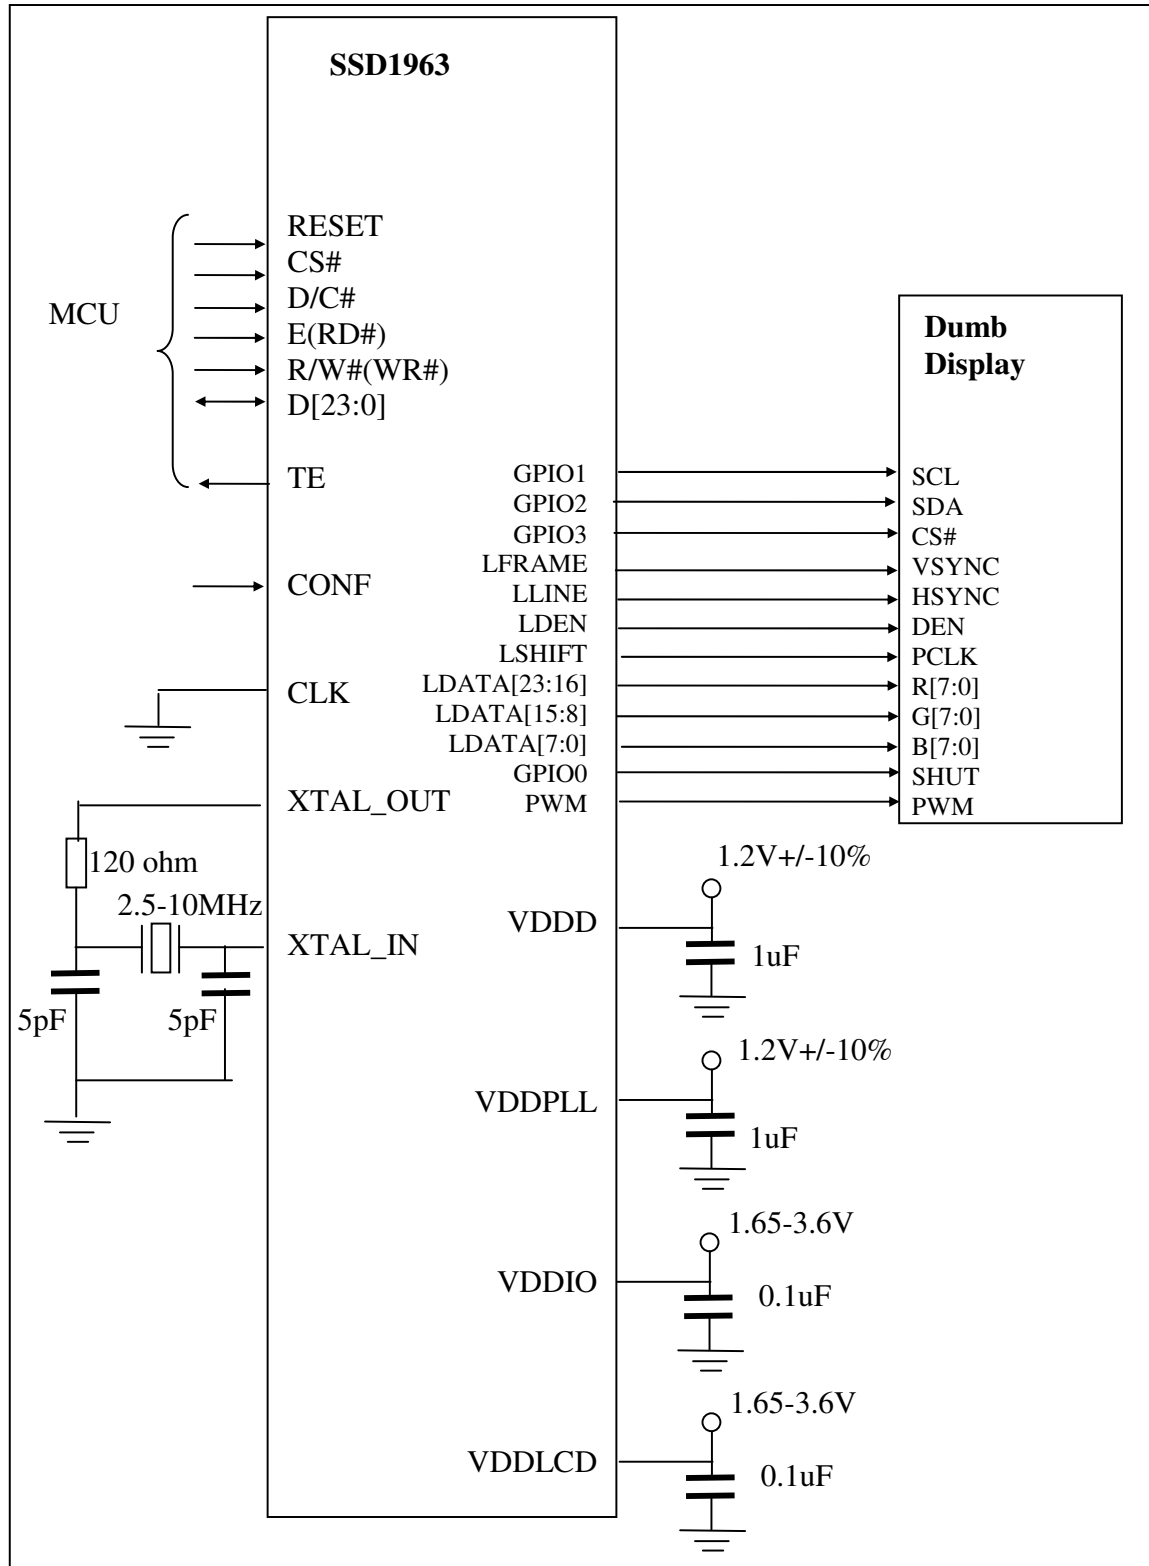 SSD1963
MCU
RESET
CS#
D/C#
E(RD#)
R/W#(WR#)
D[23:0]
TE
CONF
CLK
XTAL_OUT
120 ohm
2.5-10MHz
XTAL_IN
5pF
5pF
GPIO1
GPIO2
GPIO3
LFRAME
LLINE
LDEN
LSHIFT
LDATA[23:16]
LDATA[15:8]
LDATA[7:0]
GPIO0
PWM
Dumb
Display
SCL
SDA
CS#
VSYNC
HSYNC
DEN
PCLK
R[7:0]
G[7:0]
B[7:0]
SHUT
PWM
1.2V+/-10%
VDDD
1uF
1.2V+/-10%
VDDPLL
1uF
1.65-3.6V
VDDIO
0.1uF
1.65-3.6V
VDDLCD
0.1uF